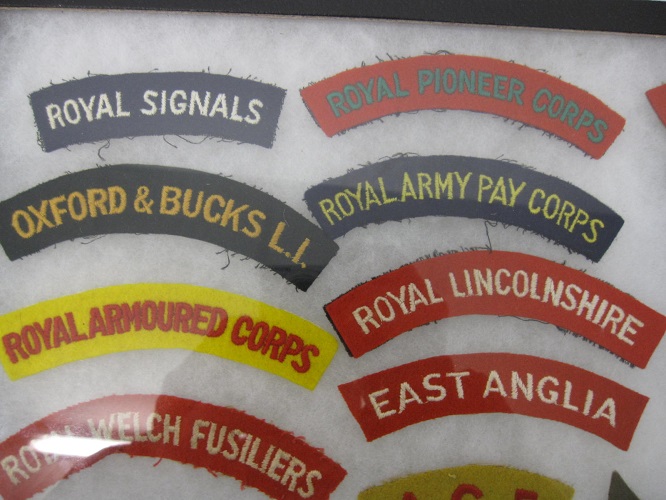 ROYAL SIGNALS
OXFORD & BUCKS L.I.
ROYAL ARMOURED CORPS
ROYAL WELCH FUSILIERS
ROYAL PIONEER CORPS
ROYAL ARMY PAY CORPS
ROYAL LINCOLNSHIRE
EAST ANGLIA